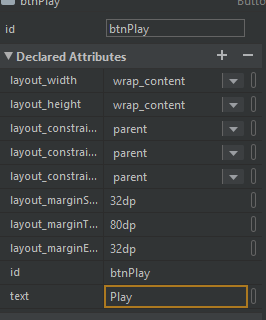 btnPlay Butto
id btnPlay
Declared Attributes + −
layout_width wrap_content
layout_height wrap_content
layout_constrai... parent
layout_constrai... parent
layout_constrai... parent
layout_marginS... 32dp
layout_marginT... 80dp
layout_marginE... 32dp
id btnPlay
text Play